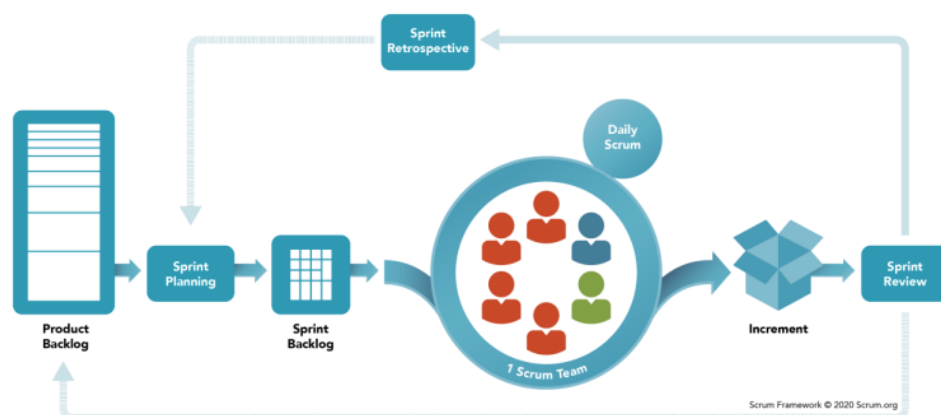 Sprint
Retrospective
Daily
Scrum
Sprint
Planning
Sprint
Review
Product
Backlog
Sprint
Backlog
Increment
1 Scrum Team
Scrum Framework © 2020 Scrum.org